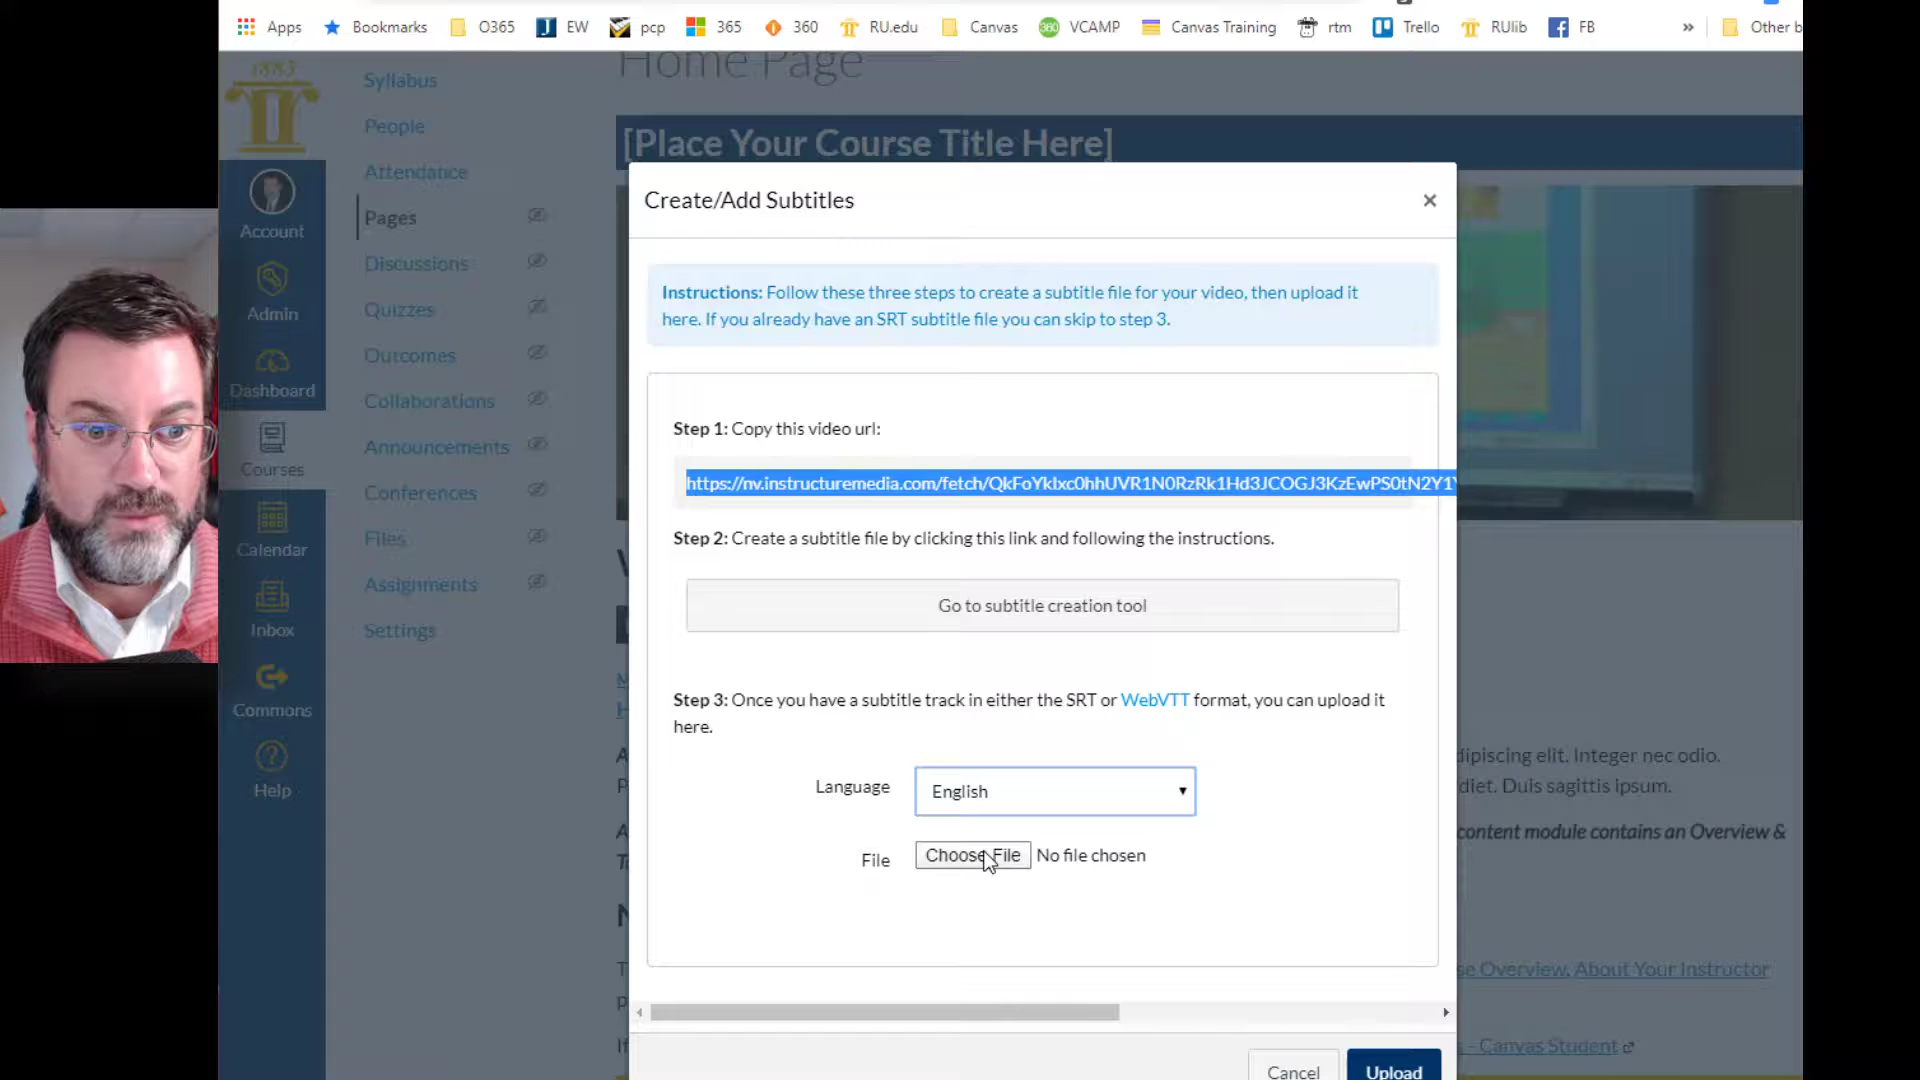 Apps
Bookmarks
O365
EW
pcp
365
360
RU.edu
Canvas
VCAMP
Canvas Training
rtm
Trello
RUlib
FB
»
Other b
Home Page
1883
Syllabus
People
Attendance
Pages
Discussions
Quizzes
Outcomes
Collaborations
Announcements
Conferences
Files
Assignments
Settings
Account
Admin
Dashboard
Courses
Calendar
Inbox
Commons
Help
[Place Your Course Title Here]
Create/Add Subtitles
×
Instructions: Follow these three steps to create a subtitle file for your video, then upload it
here. If you already have an SRT subtitle file you can skip to step 3.
Step 1: Copy this video url:
Step 2: Create a subtitle file by clicking this link and following the instructions.
Go to subtitle creation tool
Step 3: Once you have a subtitle track in either the SRT or WebVTT format, you can upload it
here.
Language
English
File
Choose File No file chosen
Cancel
Upload
dipiscing elit. Integer nec odio.
diet. Duis sagittis ipsum.
content module contains an Overview &
se Overview, About Your Instructor
- Canvas Student